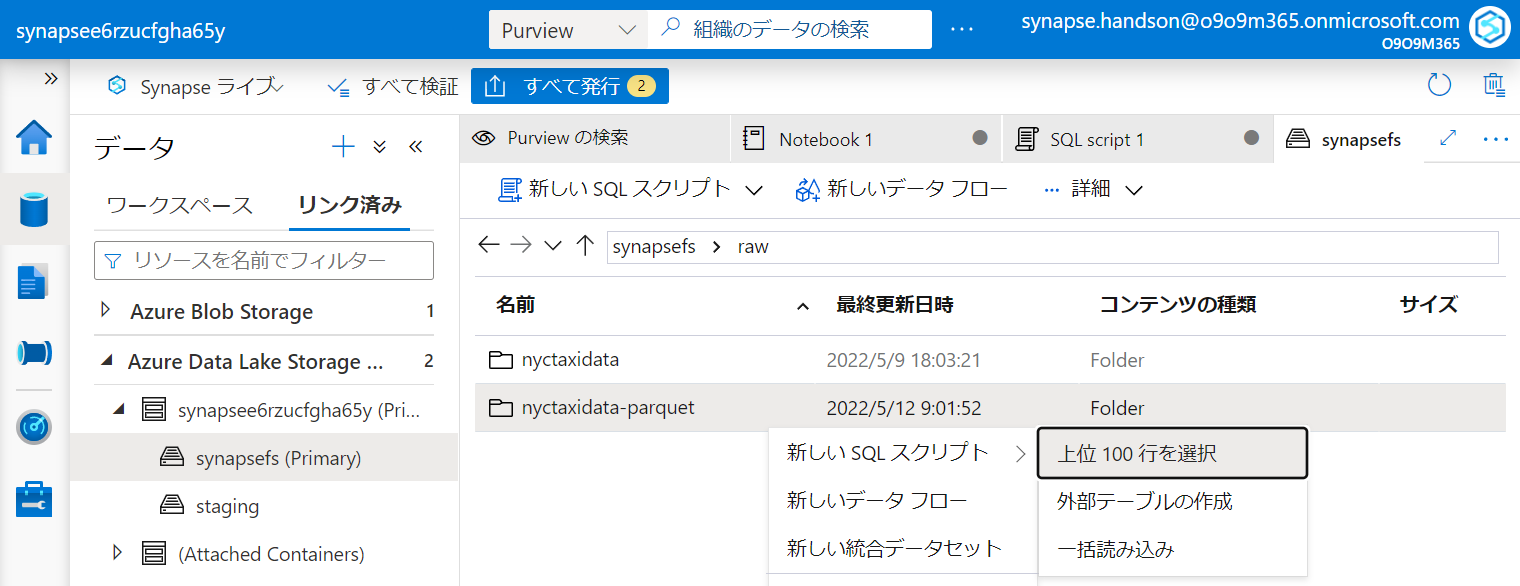 synapsee6rzucfgha65y
Purview
組織のデータの検索
synapse.handson@o9o9m365.onmicrosoft.com
O9O9M365
Synapse ライブ
すべて検証
すべて発行 2
データ
ワークスペース
リンク済み
リソースを名前でフィルター
Azure Blob Storage 1
Azure Data Lake Storage ... 2
synapsee6rzucfgha65y (Pri...
synapsefs (Primary)
staging
(Attached Containers)
Purview の検索
Notebook 1
SQL script 1
synapsefs
新しい SQL スクリプト
新しいデータ フロー
... 詳細
synapsefs > raw
名前 最終更新日時 コンテンツの種類 サイズ
nyctaxidata 2022/5/9 18:03:21 Folder
nyctaxidata-parquet 2022/5/12 9:01:52 Folder
新しい SQL スクリプト
新しいデータ フロー
新しい統合データセット
上位 100 行を選択
外部テーブルの作成
一括読み込み